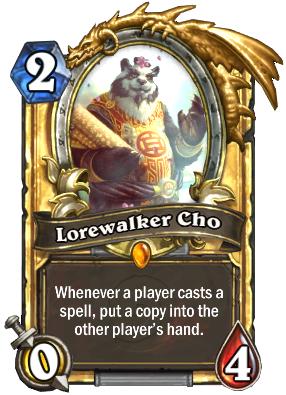 2
Lorewalker Cho
Whenever a player casts a
spell, put a copy into the
other player's hand.
0
4